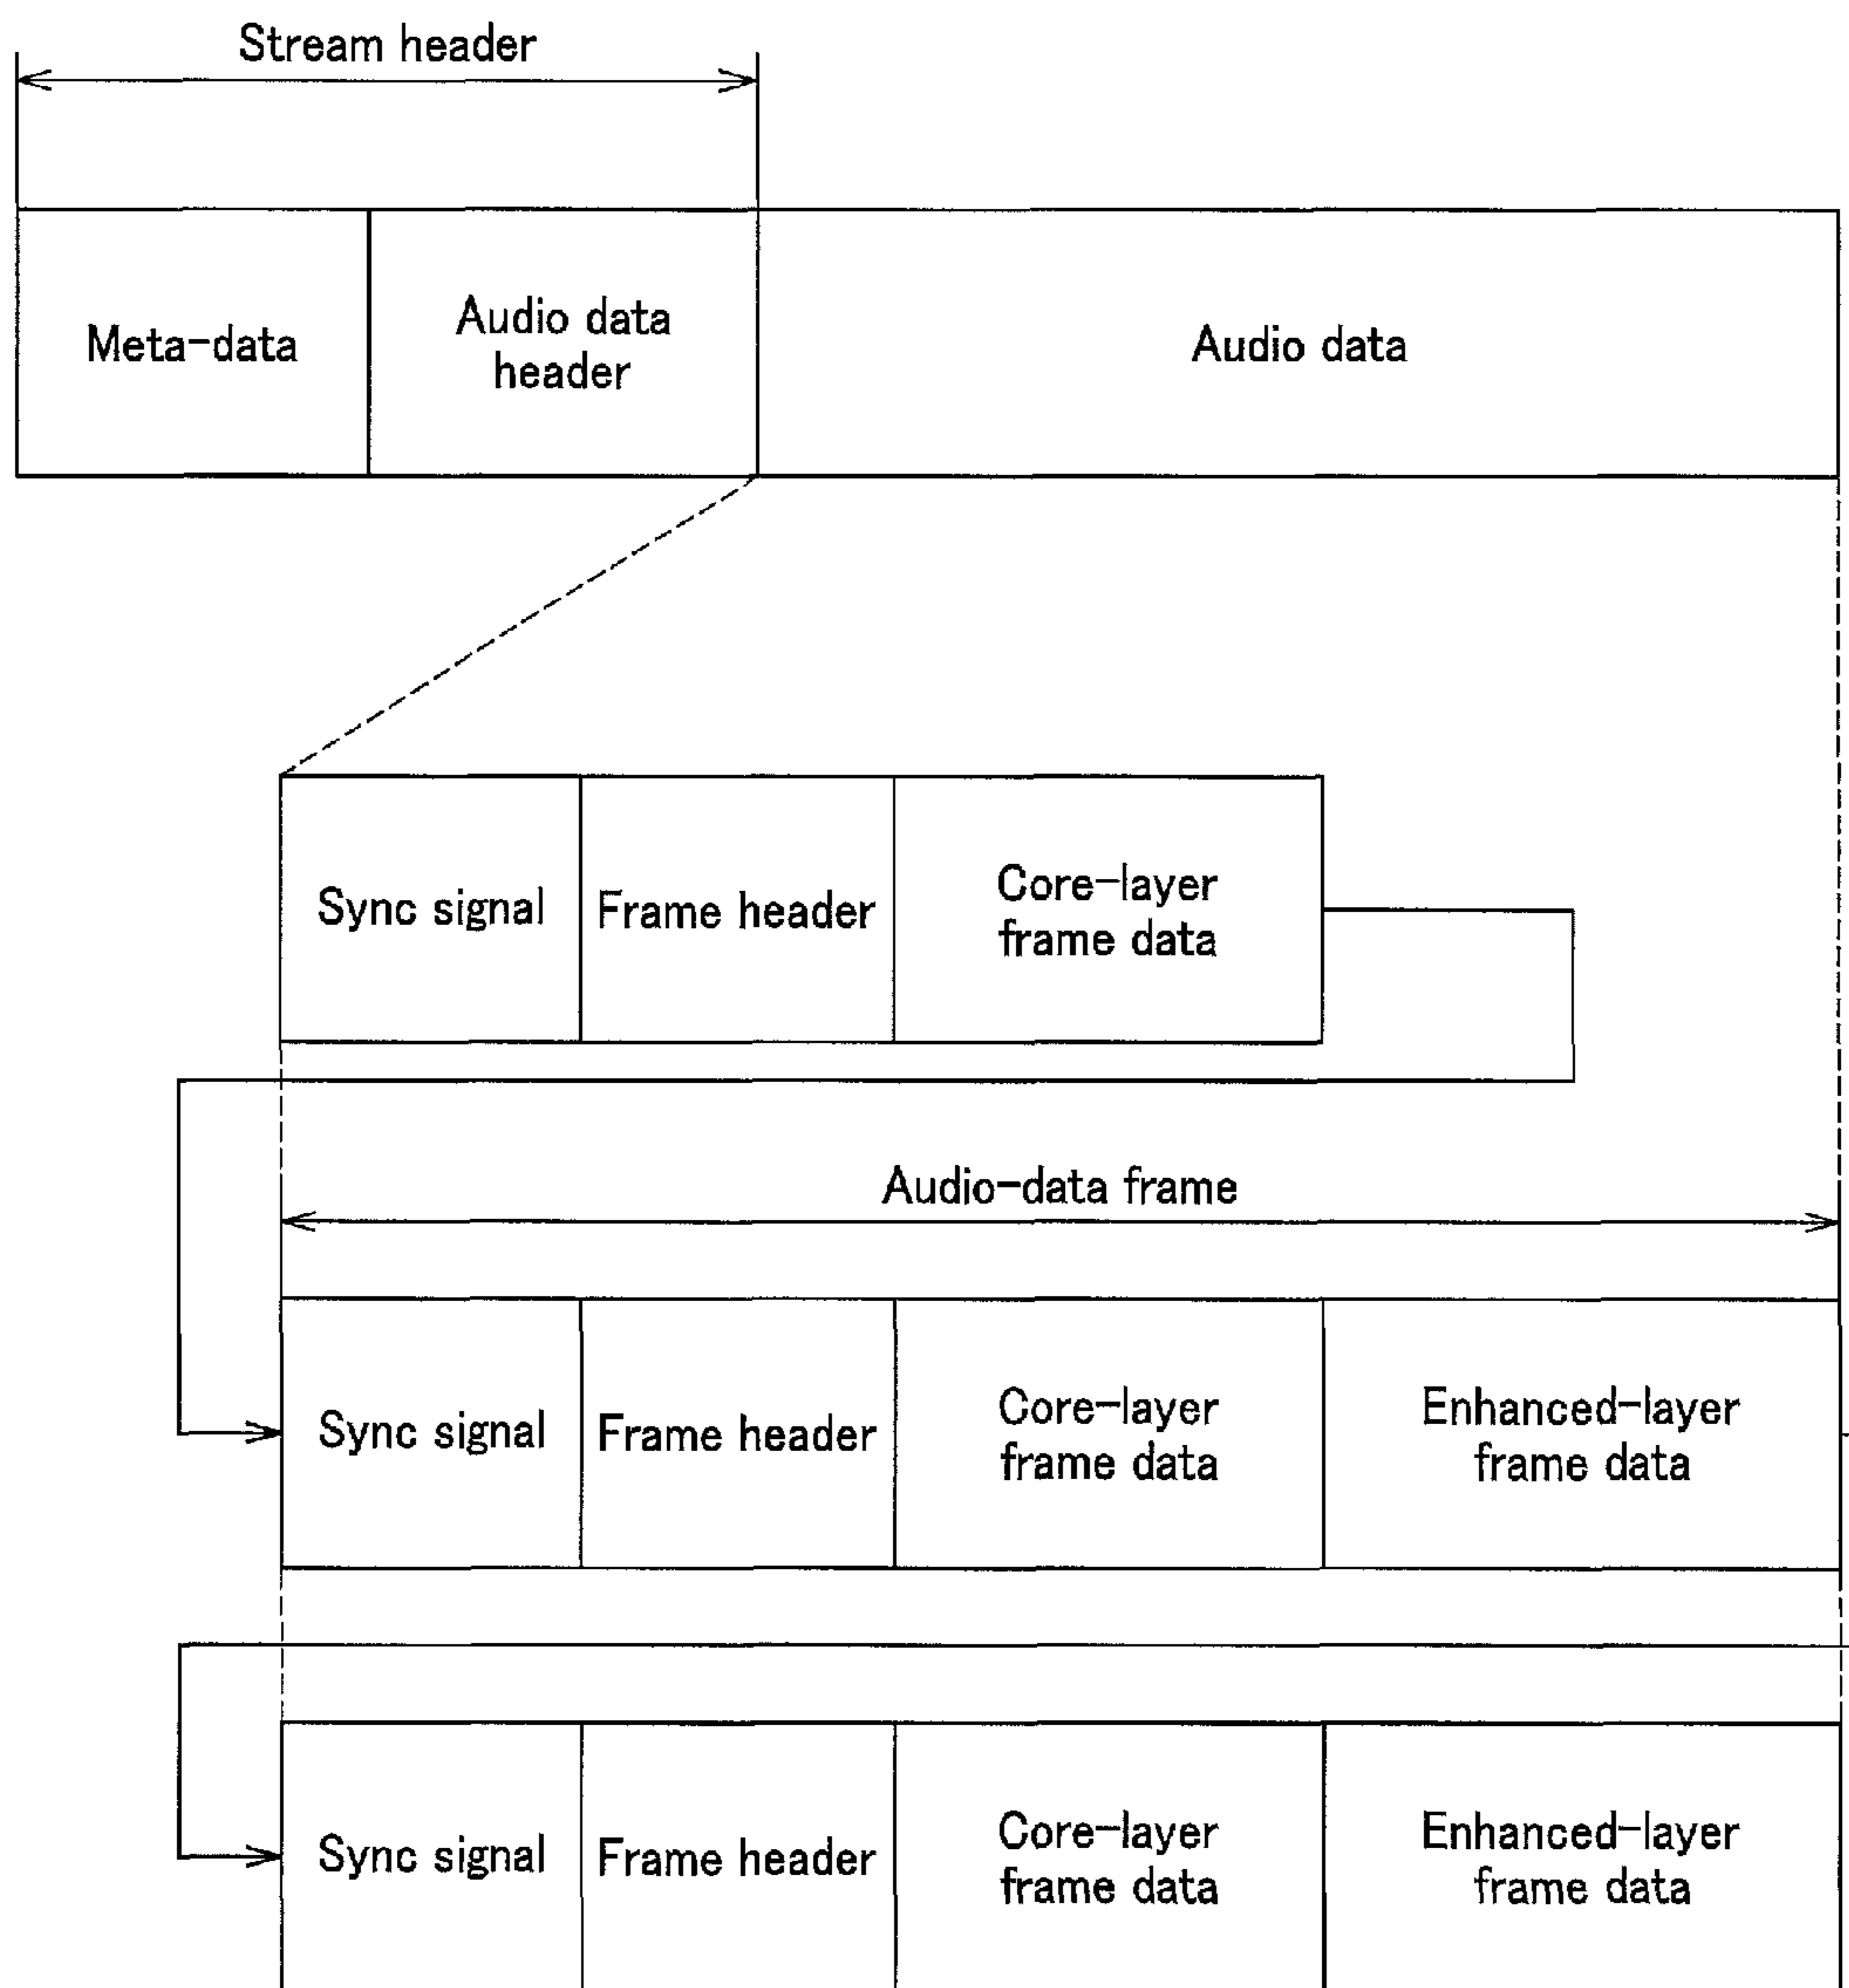 Stream header
Meta-data
Audio data
header
Audio data
Sync signal
Frame header
Core-layer
frame data
Audio-data frame
Sync signal
Frame header
Core-layer
frame data
Enhanced-layer
frame data
Sync signal
Frame header
Core-layer
frame data
Enhanced-layer
frame data